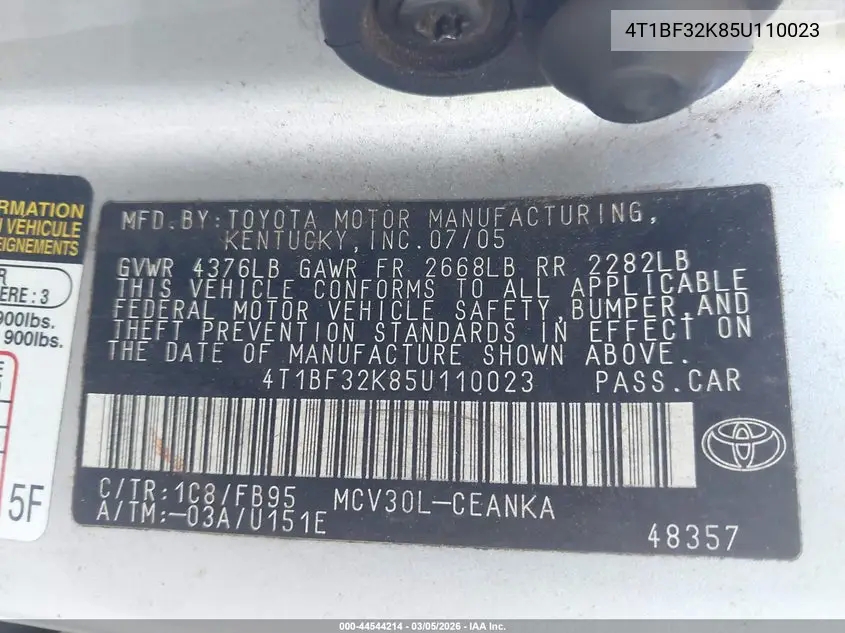 4T1BF32K85U110023
MFD.BY:TOYOTA MOTOR MANUFACTURING,
KENTUCKY,INC.07/05
GVWR 4376LB GAWR FR 2668LB RR 2282LB
THIS VEHICLE CONFORMS TO ALL APPLICABLE
FEDERAL MOTOR VEHICLE SAFETY,BUMPER,AND
THEFT PREVENTION STANDARDS IN EFFECT ON
THE DATE OF MANUFACTURE SHOWN ABOVE.
4T1BF32K85U110023 PASS.CAR
C/TR:1C8/FB95 MCV30L-CEANKA
A/TM:-03A/U151E
48357
VEHICLE
ERE : 3
900lbs.
900lbs.
5F
000-44544214 - 03/05/2026 - IAA Inc.